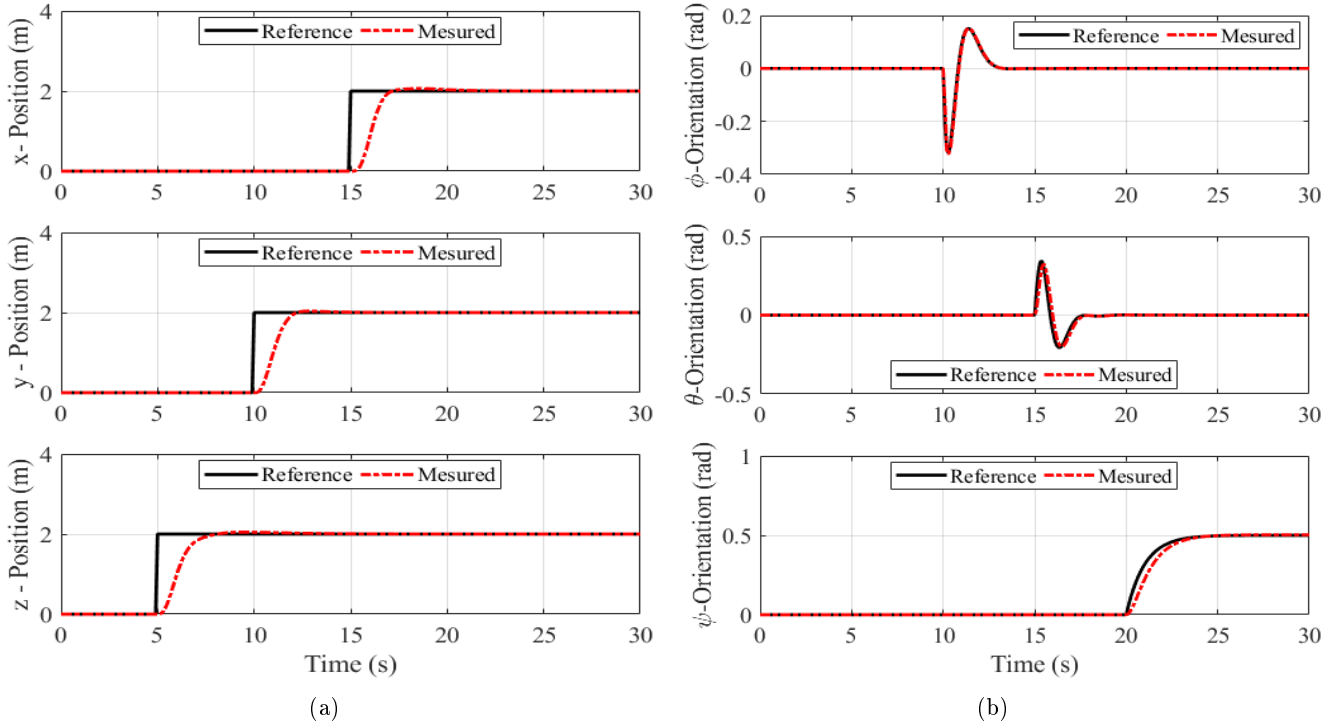 4
2
0
x- Position (m)
Reference Mesured
0 5 10 15 20 25 30
4
2
0
y - Position (m)
Reference Mesured
0 5 10 15 20 25 30
4
2
0
z - Position (m)
Reference Mesured
0 5 10 15 20 25 30
Time (s)
(a)
0.2
0
-0.2
-0.4
ϕ-Orientation (rad)
Reference Mesured
0 5 10 15 20 25 30
0.5
0
-0.5
θ-Orientation (rad)
Reference Mesured
0 5 10 15 20 25 30
1
0.5
0
ψ-Orientation (rad)
Reference Mesured
0 5 10 15 20 25 30
Time (s)
(b)